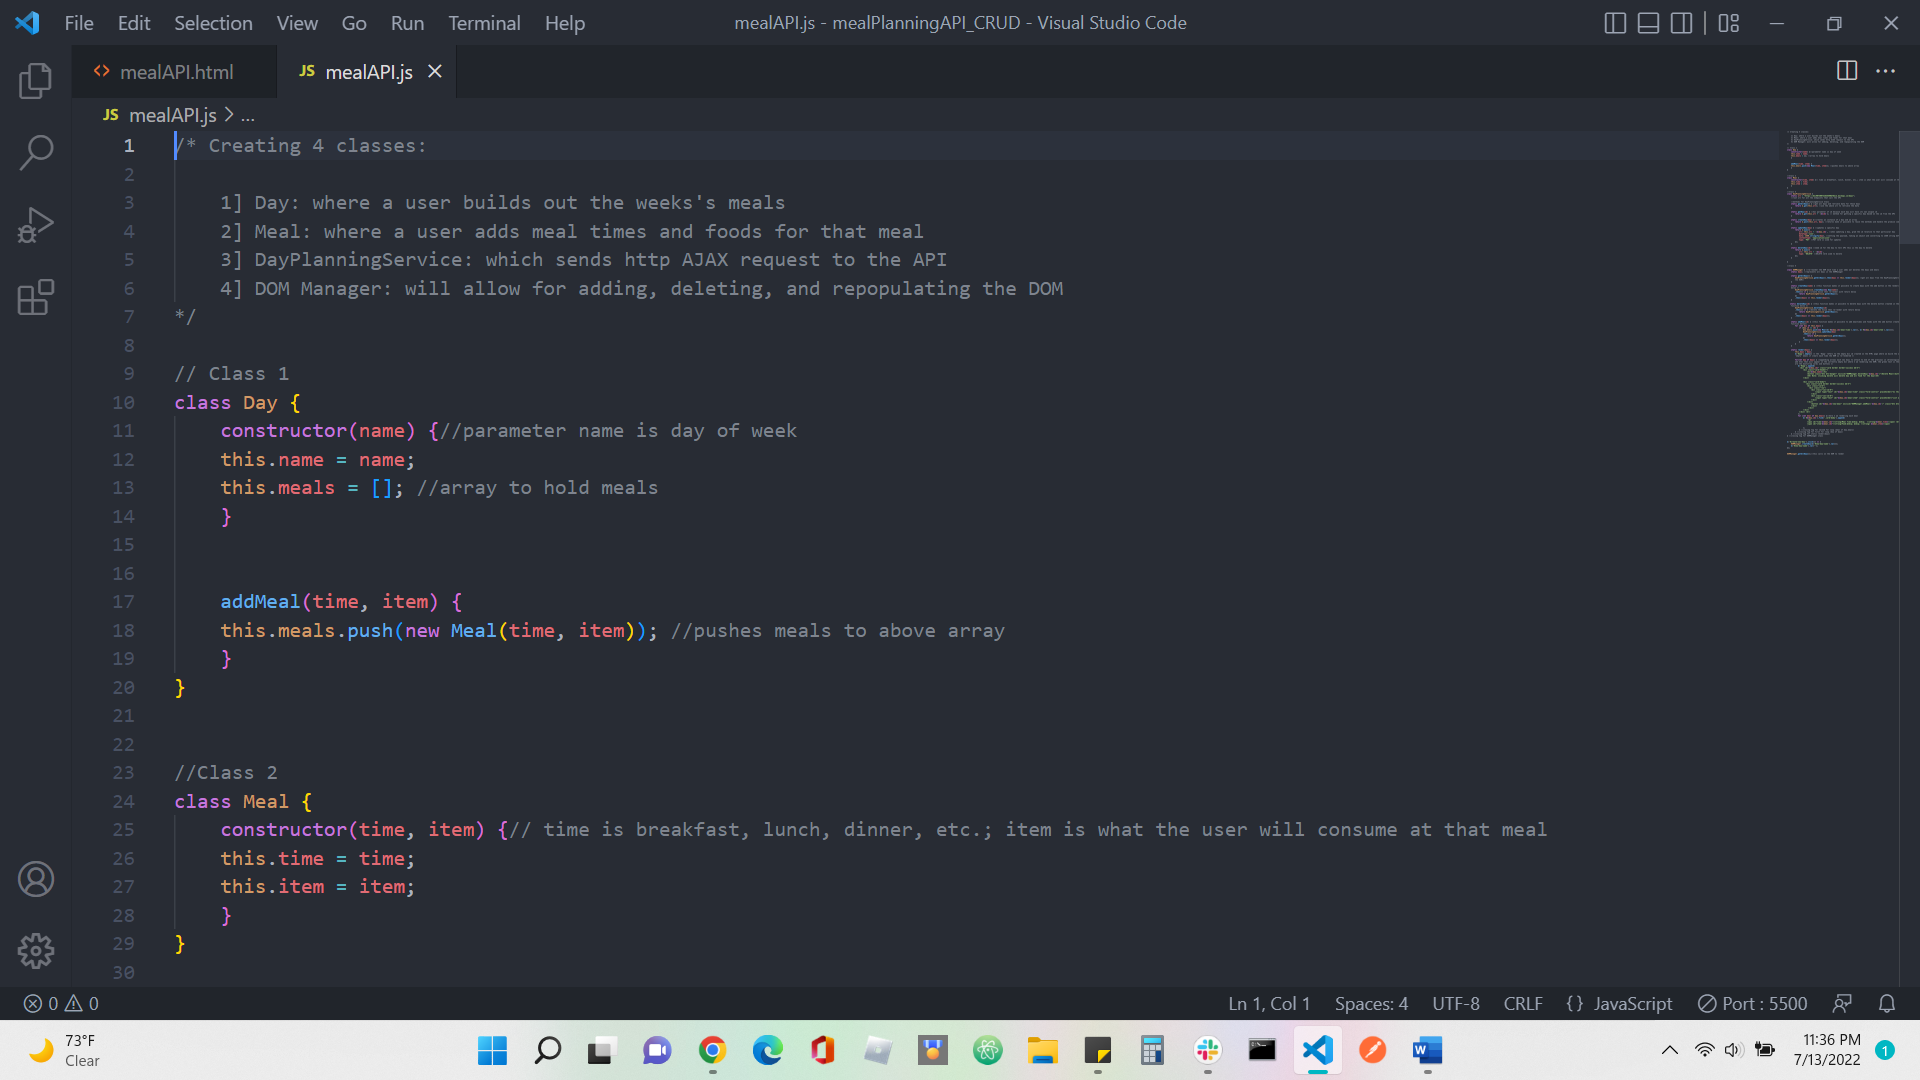 File Edit Selection View Go Run Terminal Help mealAPI.js - mealPlanningAPI_CRUD - Visual Studio Code
<> mealAPI.html JS mealAPI.js
JS mealAPI.js > ...
1 /* Creating 4 classes:
2
3 1] Day: where a user builds out the weeks's meals
4 2] Meal: where a user adds meal times and foods for that meal
5 3] DayPlanningService: which sends http AJAX request to the API
6 4] DOM Manager: will allow for adding, deleting, and repopulating the DOM
7 */
8
9 // Class 1
10 class Day {
11 constructor(name) {//parameter name is day of week
12 this.name = name;
13 this.meals = []; //array to hold meals
14 }
15
16
17 addMeal(time, item) {
18 this.meals.push(new Meal(time, item)); //pushes meals to above array
19 }
20 }
21
22
23 //Class 2
24 class Meal {
25 constructor(time, item) {// time is breakfast, lunch, dinner, etc.; item is what the user will consume at that meal
26 this.time = time;
27 this.item = item;
28 }
29 }
30
0 0 Ln 1, Col 1 Spaces: 4 UTF-8 CRLF {} JavaScript Port : 5500
73°F
Clear
W
11:36 PM
7/13/2022
1